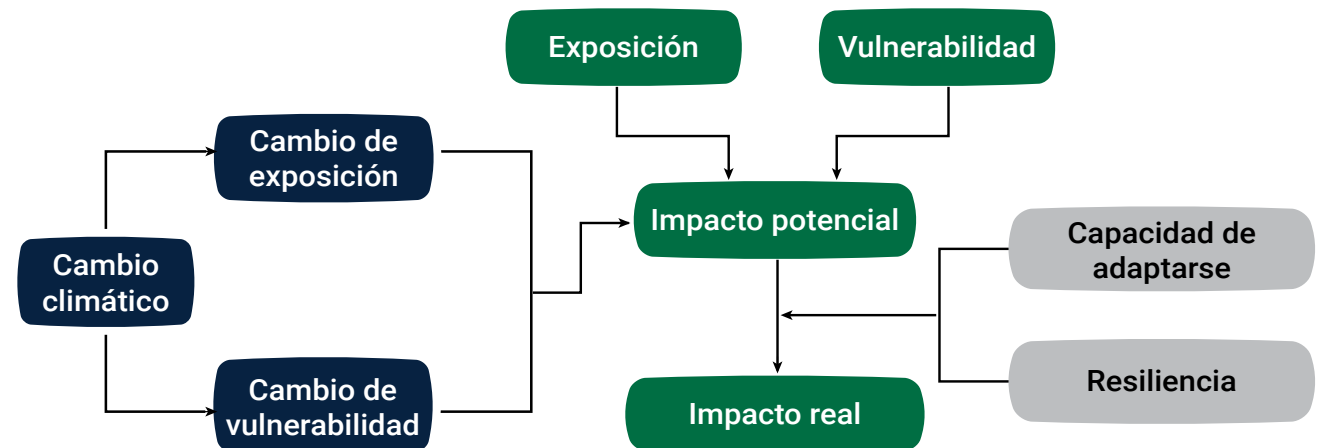 Exposición
Vulnerabilidad
Cambio de
exposición
Impacto potencial
Capacidad de
adaptarse
Cambio
climático
Cambio de
vulnerabilidad
Impacto real
Resiliencia